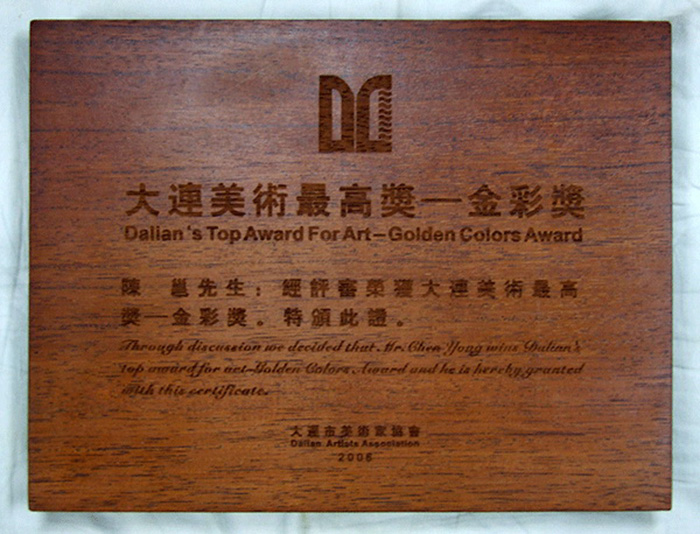 大連美術最高獎—金彩獎
Dalian's Top Award For Art–Golden Colors Award
陳 邕先生：經評審榮獲大連美術最高
獎—金彩獎。特頒此證。
Through discussion we decided that Mr. Chen Yong wins Dalian's
top award for art–Golden Colors Award and he is hereby granted
with this certificate.
大連市美術家協會
Dalian Artists Association
2006